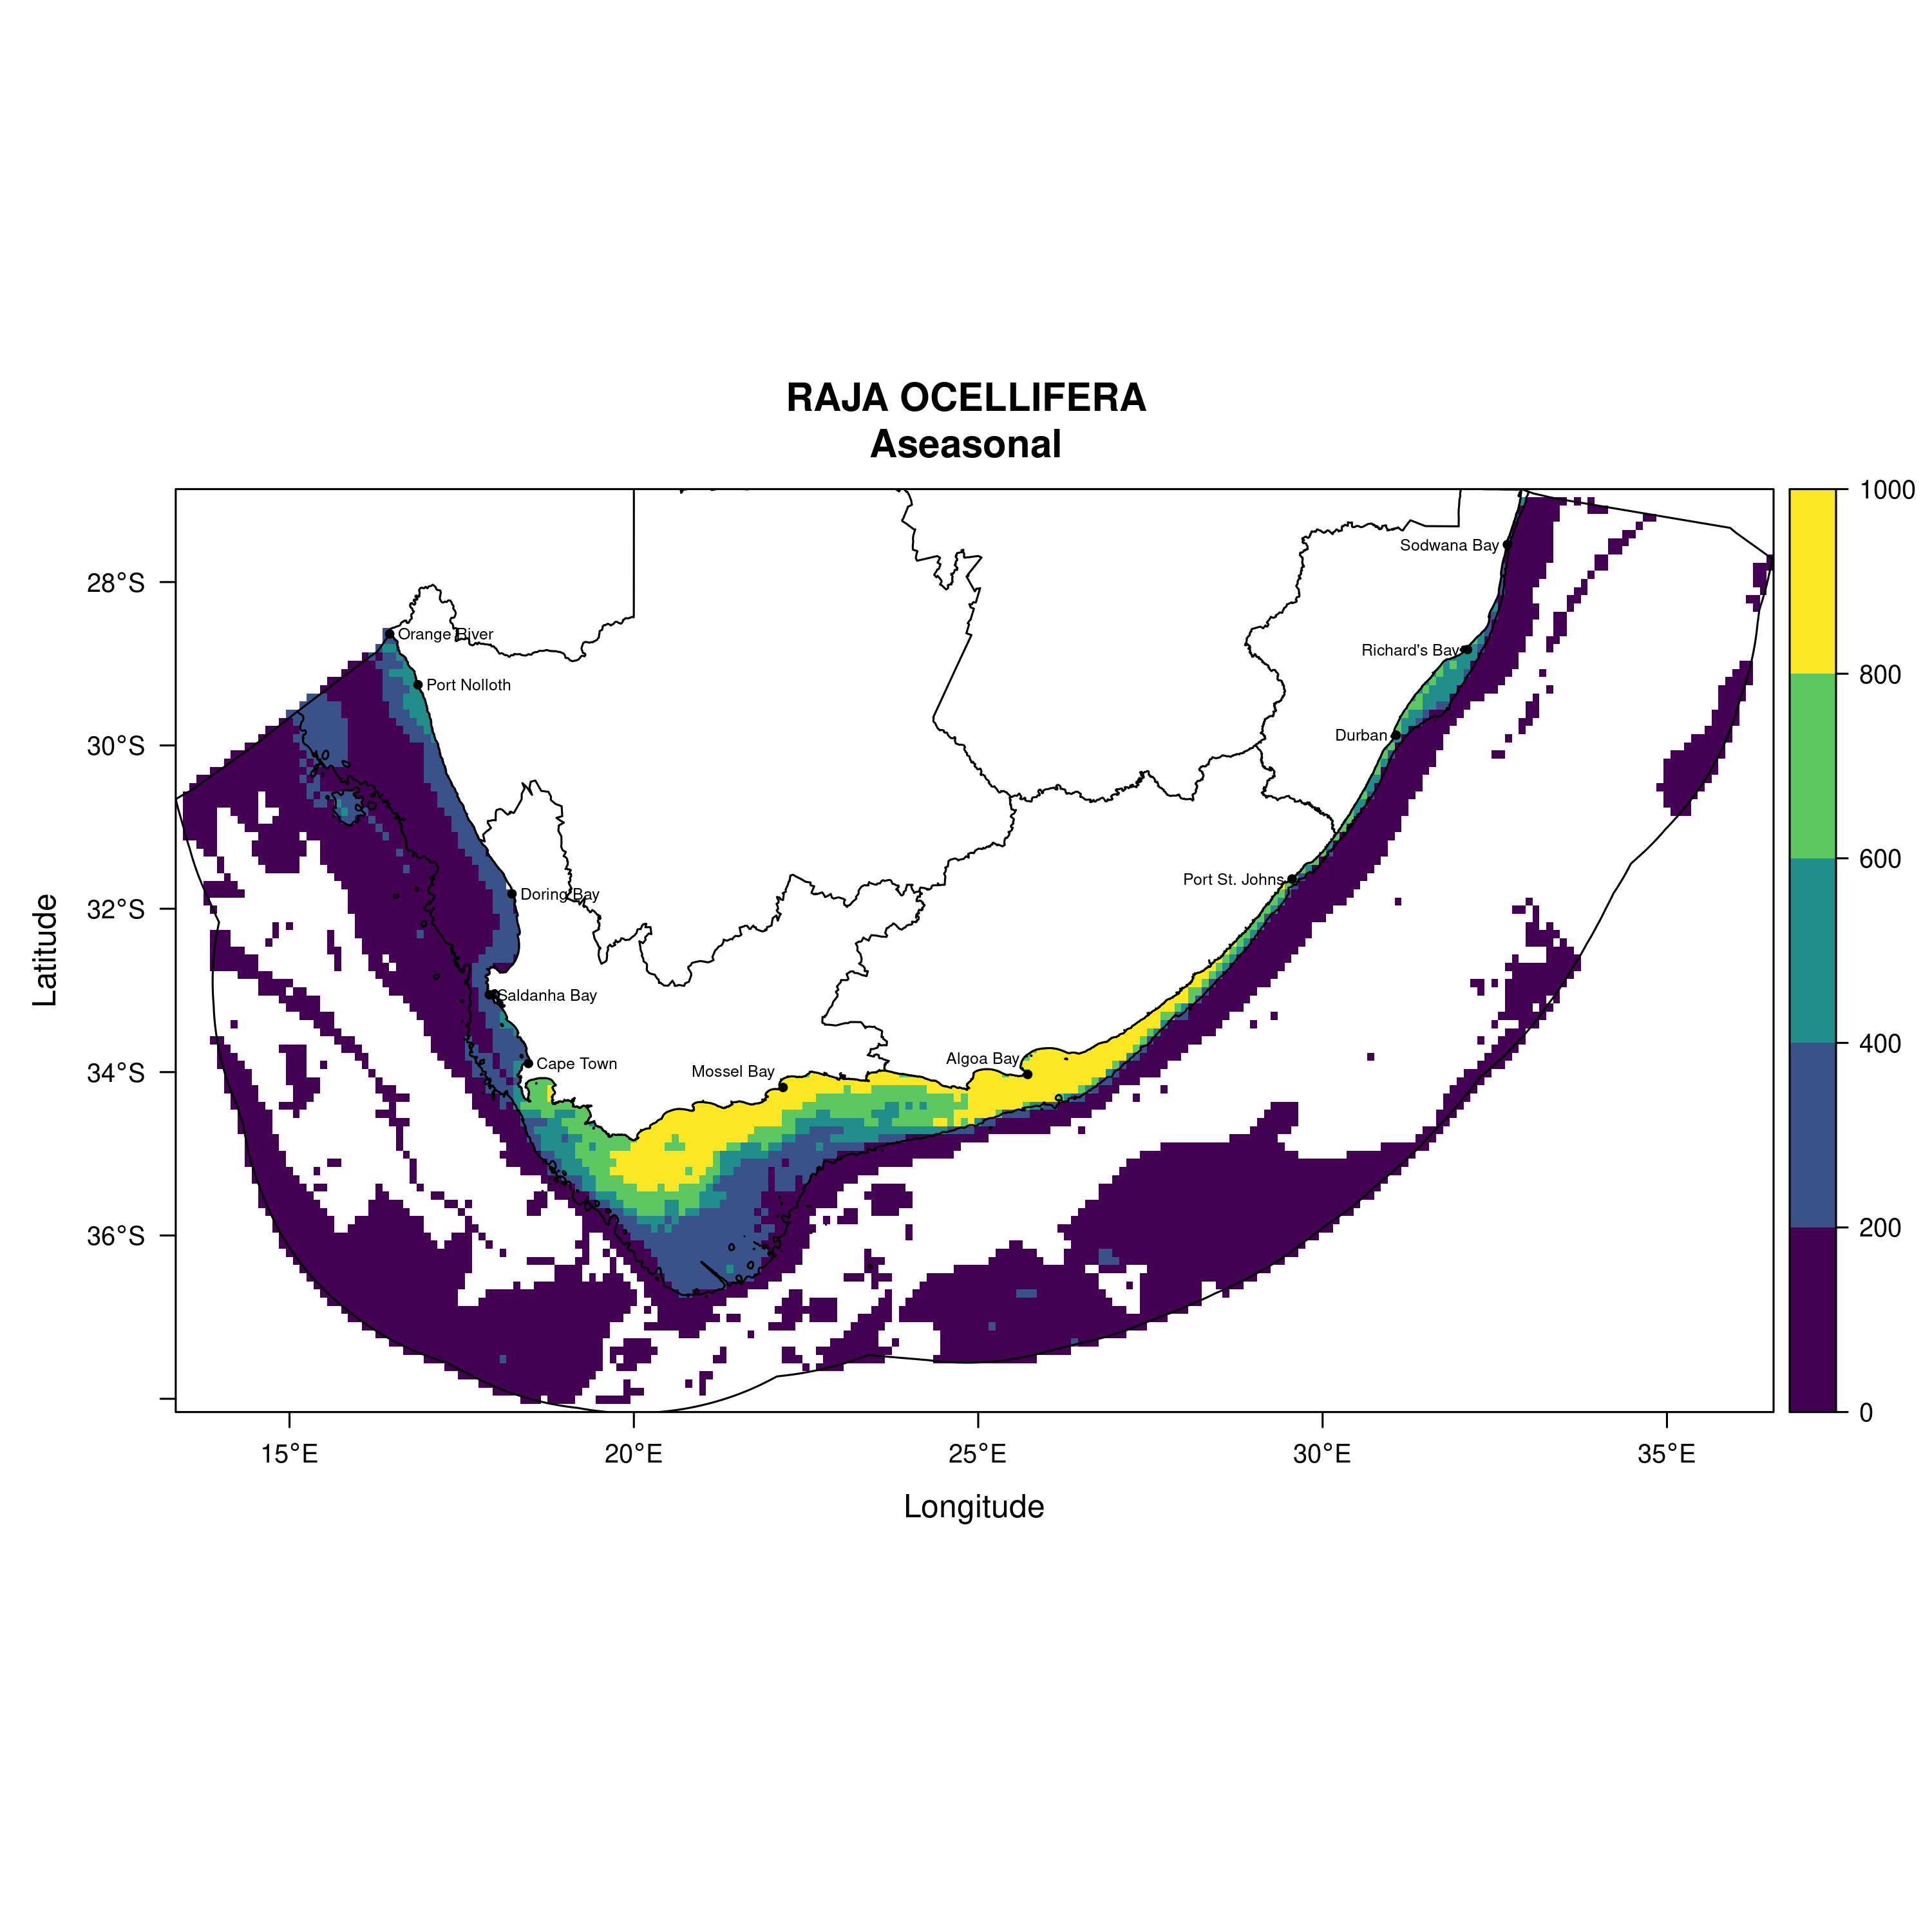 RAJA OCELLIFERA
Aseasonal
1000
800
600
400
200
0
28°S
30°S
32°S
34°S
36°S
Latitude
Sodwana Bay
Orange River
Richard's Bay
Port Nolloth
Durban
Port St. Johns
Doring Bay
Saldanha Bay
Algoa Bay
Cape Town
Mossel Bay
15°E
20°E
25°E
30°E
35°E
Longitude